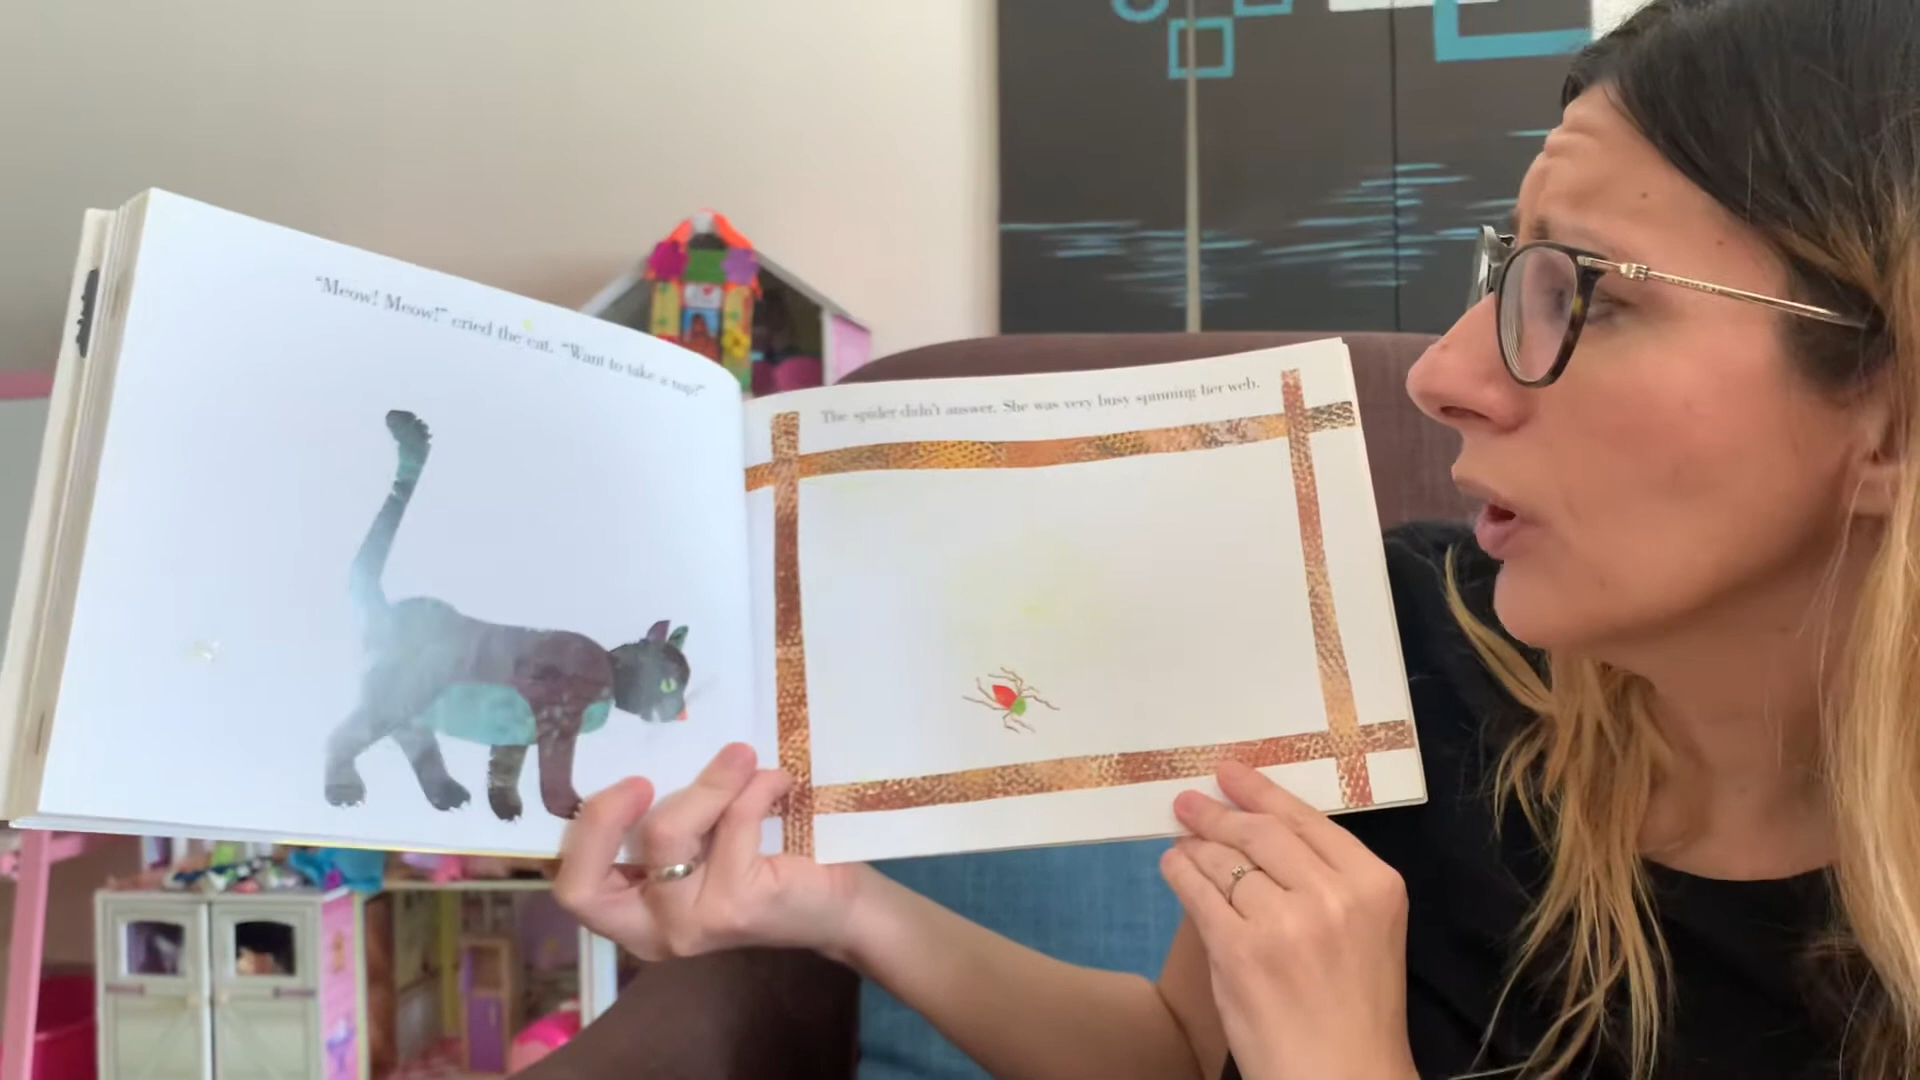 “Meow! Meow!” cried the cat. “Want to take a nap?”
The spider didn’t answer. She was very busy spinning her web.